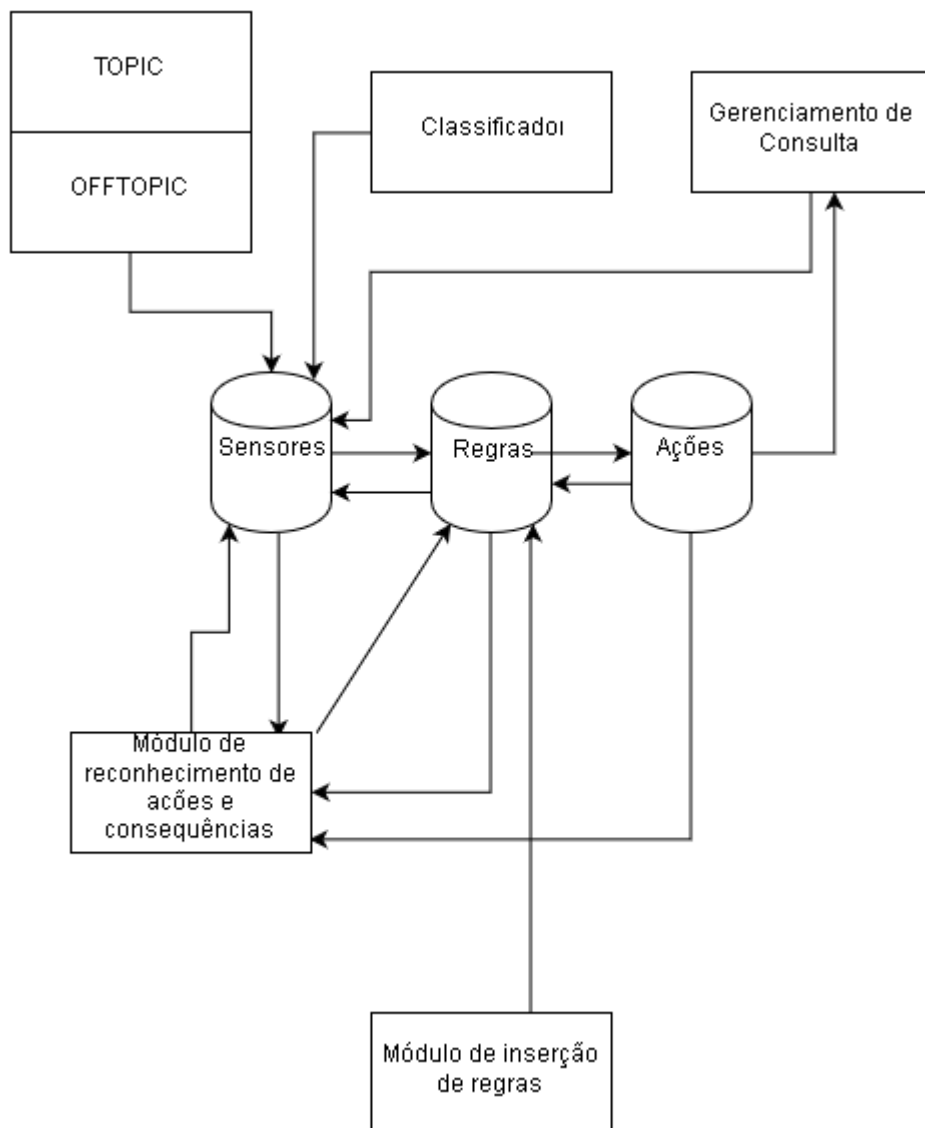 TOPIC
OFFTOPIC
Classificador
Gerenciamento de
Consulta
Sensores
Regras
Ações
Módulo de
reconhecimento de
ações e
consequências
Módulo de inserção
de regras